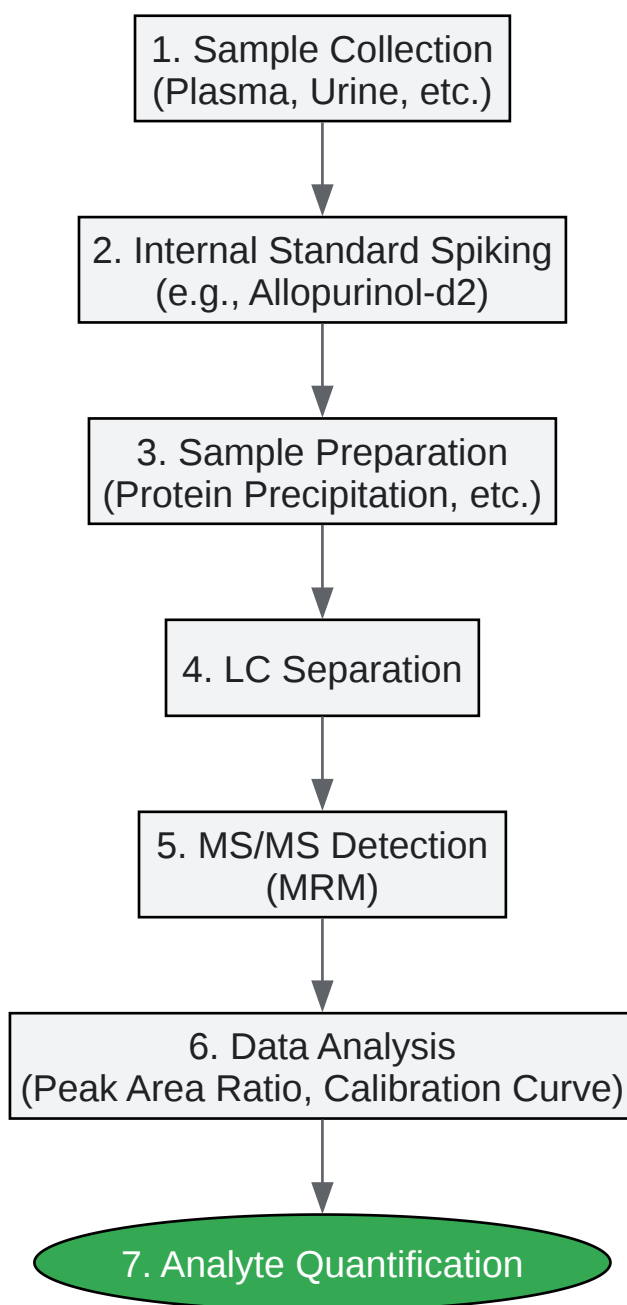 1. Sample Collection
(Plasma, Urine, etc.)
2. Internal Standard Spiking
(e.g., Allopurinol-d2)
3. Sample Preparation
(Protein Precipitation, etc.)
4. LC Separation
5. MS/MS Detection
(MRM)
6. Data Analysis
(Peak Area Ratio, Calibration Curve)
7. Analyte Quantification